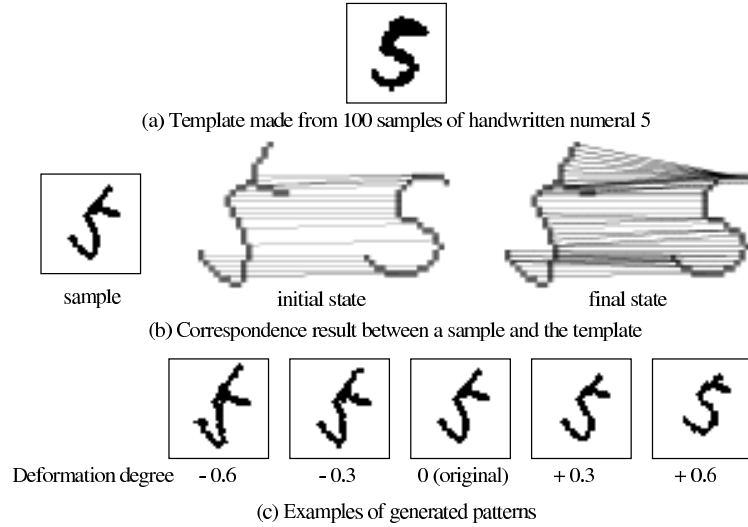 (a) Template made from 100 samples of handwritten numeral 5
sample
initial state
final state
(b) Correspondence result between a sample and the template
Deformation degree - 0.6 - 0.3 0 (original) + 0.3 + 0.6
(c) Examples of generated patterns